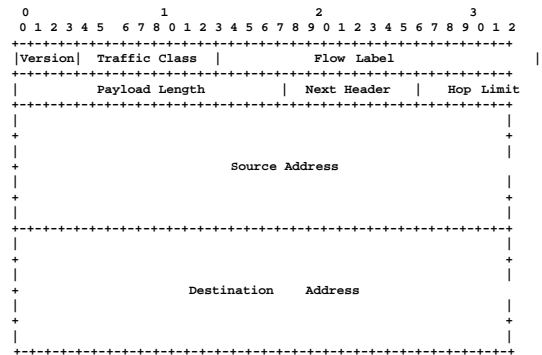 0 1 2 3
0 1 2 3 4 5 6 7 8 9 0 1 2 3 4 5 6 7 8 9 0 1 2 3 4 5 6 7 8 9 0 1 2
+-+-+-+-+-+-+-+-+-+-+-+-+-+-+-+-+-+-+-+-+-+-+-+-+-+-+-+-+-+-+-+-+
|Version| Traffic Class | Flow Label |
+-+-+-+-+-+-+-+-+-+-+-+-+-+-+-+-+-+-+-+-+-+-+-+-+-+-+-+-+-+-+-+-+
| Payload Length | Next Header | Hop Limit
+-+-+-+-+-+-+-+-+-+-+-+-+-+-+-+-+-+-+-+-+-+-+-+-+-+-+-+-+-+-+-+-+
| |
+ +
| |
+ Source Address
| |
+ +
| |
+-+-+-+-+-+-+-+-+-+-+-+-+-+-+-+-+-+-+-+-+-+-+-+-+-+-+-+-+-+-+-+-+
| |
+ +
| |
+ Destination Address
| |
+ +
| |
+-+-+-+-+-+-+-+-+-+-+-+-+-+-+-+-+-+-+-+-+-+-+-+-+-+-+-+-+-+-+-+-+